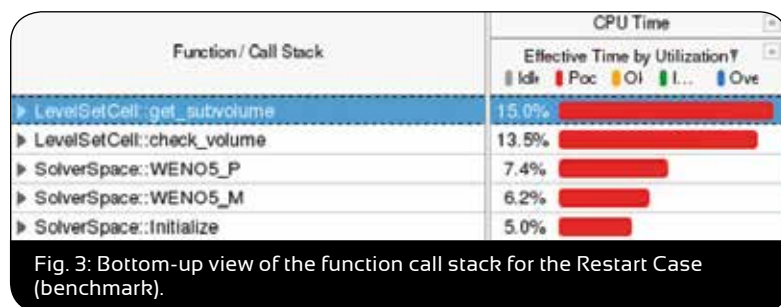 CPU Time
Function / Call Stack
Effective Time by Utilization
Idle Poo Ol I... Ove
LevelSetCell::get_subvolume 15.0%
LevelSetCell::check_volume 13.5%
SolverSpace::WENO5_P 7.4%
SolverSpace::WENO5_M 6.2%
SolverSpace::Initialize 5.0%
Fig. 3: Bottom-up view of the function call stack for the Restart Case
(benchmark).